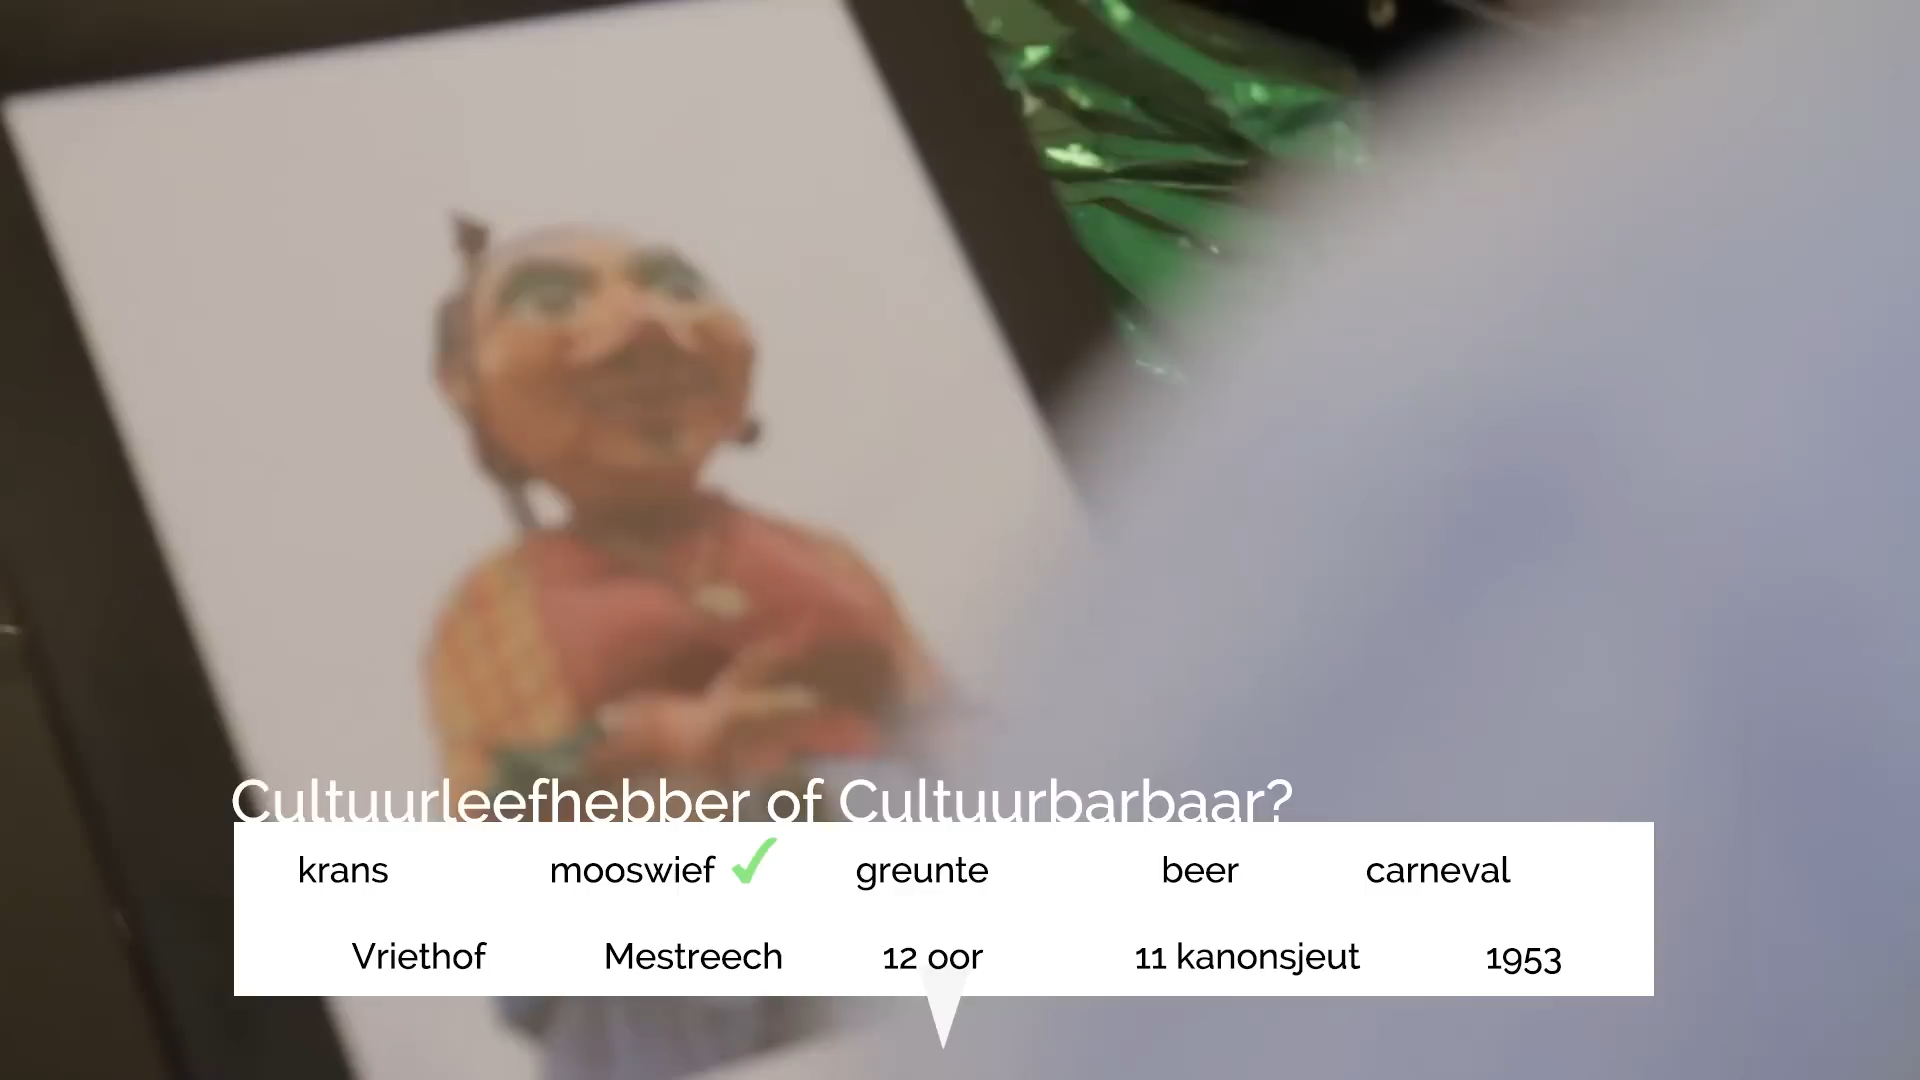 Cultuurleefhebber of Cultuurbarbaar?
krans mooswief greunte beer carneval
Vriethof Mestreech 12 oor 11 kanonsjeut 1953